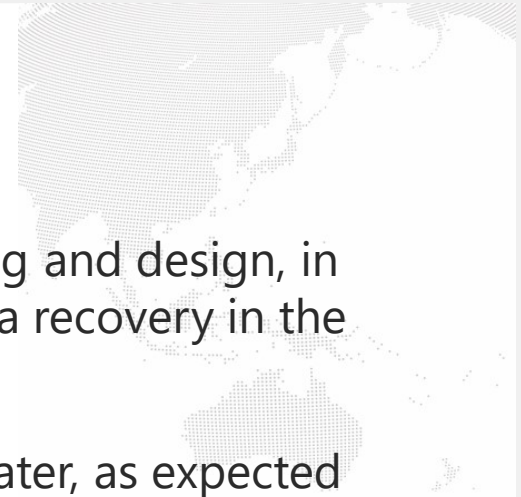 g and design, in
a recovery in the
ater, as expected